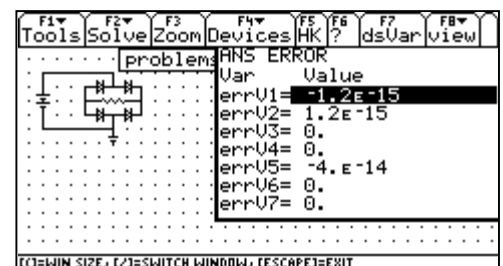 F1▼ F2▼ F3 F4▼ F5 F6 F7 F8▼
Tools Solve Zoom Devices HK ? dsVar view
problems
ANS ERROR
Var Value
errV1= -1.2E-15
errV2= 1.2E-15
errV3= 0.
errV4= 0.
errV5= -4.E-14
errV6= 0.
errV7= 0.
[(]=WIN SIZE, [/]=SWITCH WINDOW, [ESCAPE]=EXIT